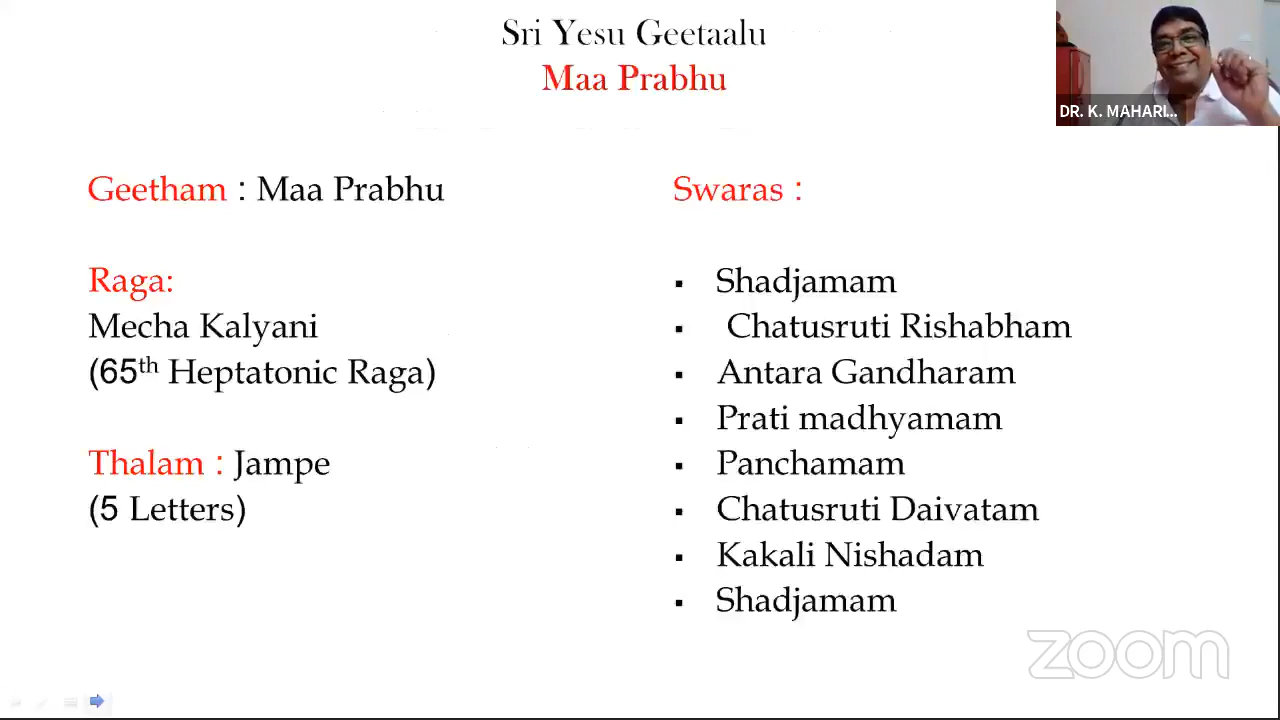 Sri Yesu Geetaalu
Maa Prabhu
DR. K. MAHARI...
Geetham : Maa Prabhu
Raga:
Mecha Kalyani
(65th Heptatonic Raga)
Thalam : Jampe
(5 Letters)
Swaras :
▪ Shadjamam
▪ Chatusruti Rishabham
▪ Antara Gandharam
▪ Prati madhyamam
▪ Panchamam
▪ Chatusruti Daivatam
▪ Kakali Nishadam
▪ Shadjamam
zoom